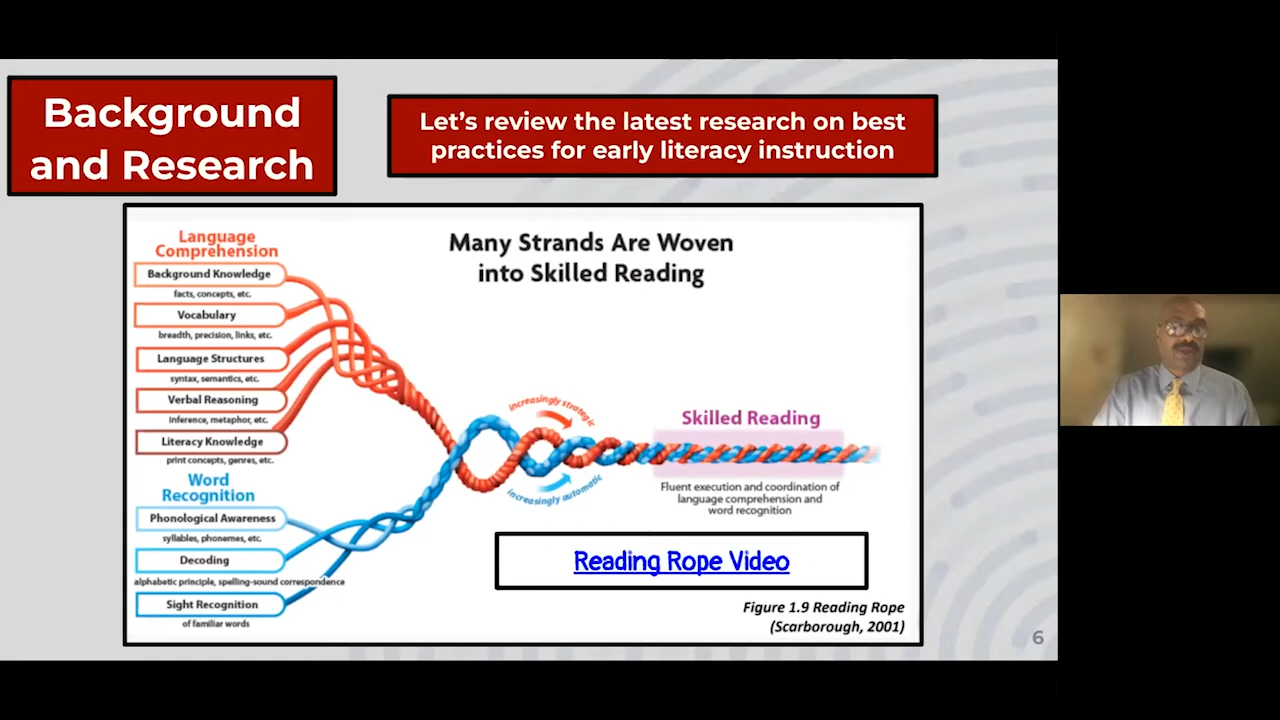 Background
and Research
Let’s review the latest research on best
practices for early literacy instruction
Many Strands Are Woven
into Skilled Reading
Language
Comprehension
Background Knowledge
facts, concepts, etc.
Vocabulary
breadth, precision, links, etc.
Language Structures
syntax, semantics, etc.
Verbal Reasoning
inference, metaphor, etc.
Literacy Knowledge
print concepts, genres, etc.
Word
Recognition
Phonological Awareness
syllables, phonemes, etc.
Decoding
alphabetic principle, spelling-sound correspondence
Sight Recognition
of familiar words
increasingly strategic
increasingly automatic
Skilled Reading
Fluent execution and coordination of
language comprehension and
word recognition
Reading Rope Video
Figure 1.9 Reading Rope
(Scarborough, 2001)
6